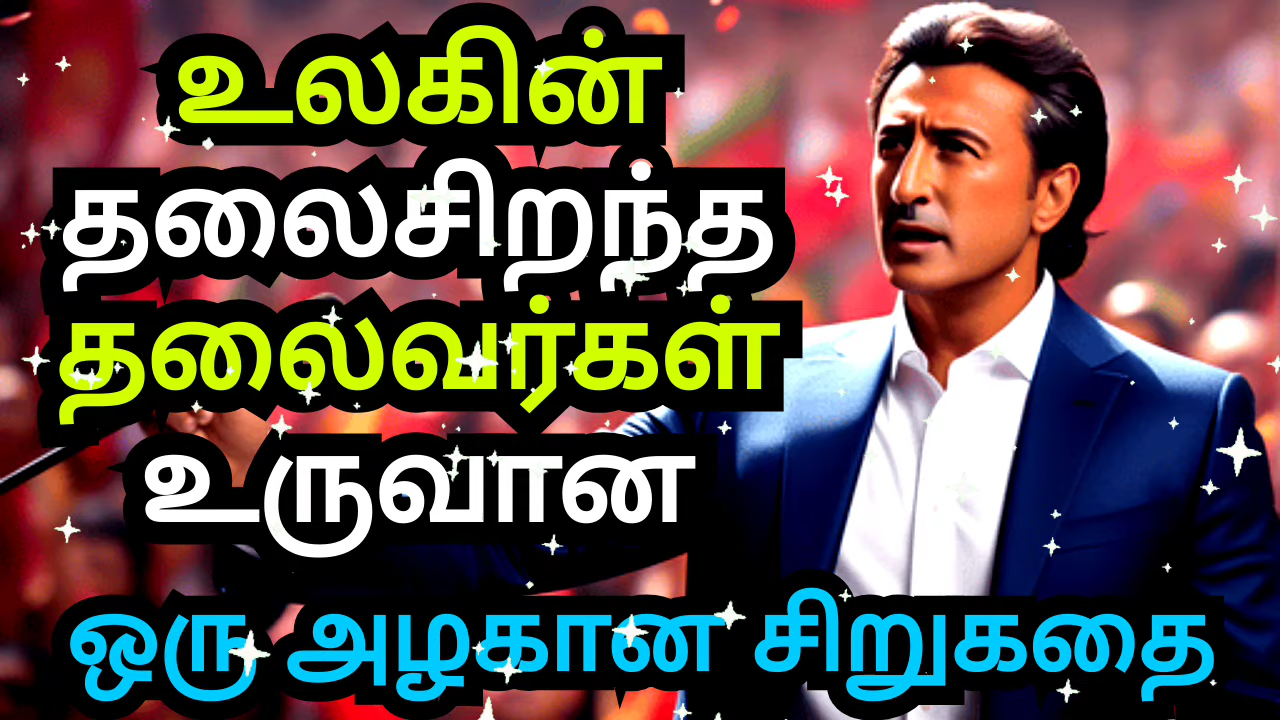 உலகின்
தலைசிறந்த
தலைவர்கள்
உருவான
ஒரு அழகான சிறுகதை